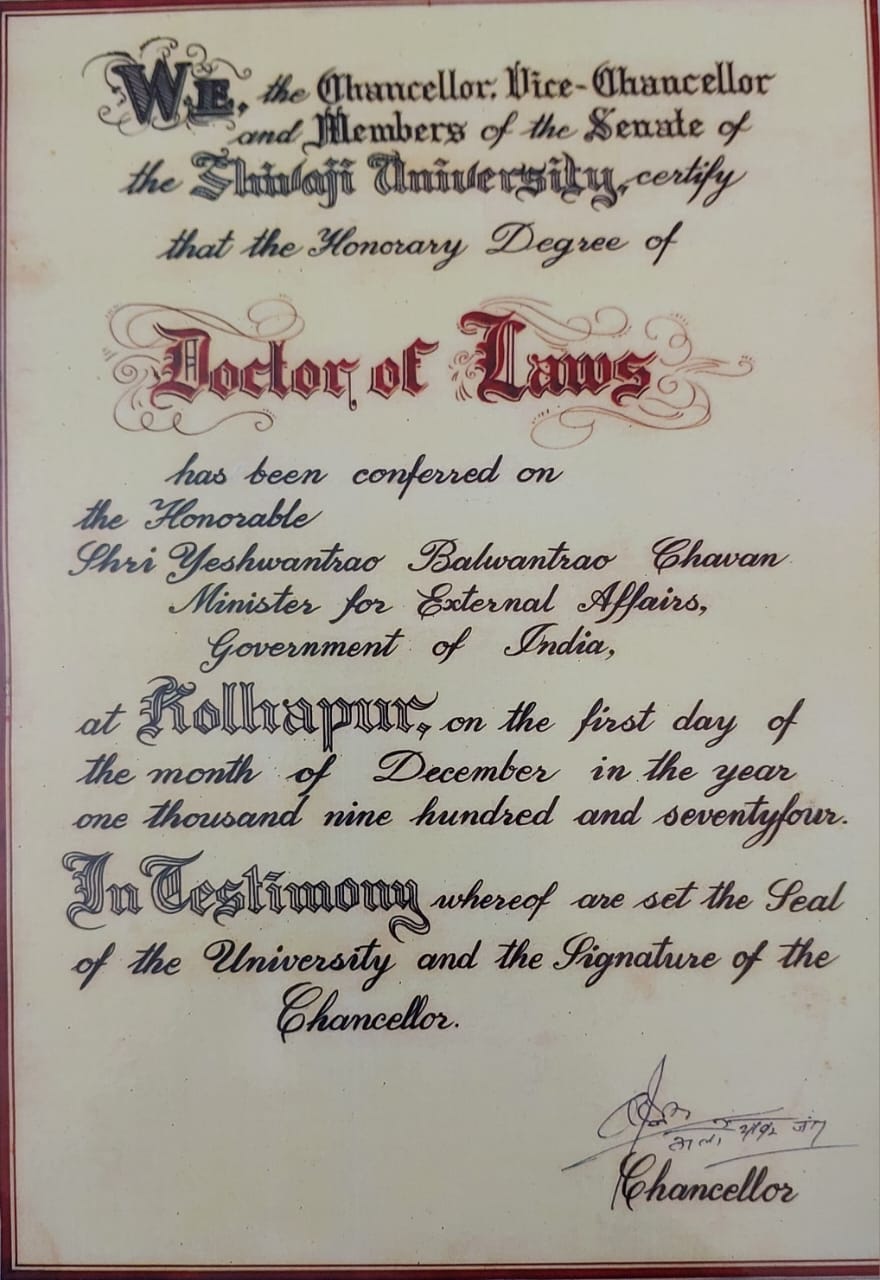 WE, the Chancellor, Vice-Chancellor
and Members of the Senate of
the Shivaji University, certify
that the Honorary Degree of
Doctor of Laws
has been conferred on
the Honorable
Shri Yeshwantrao Balwantrao Chavan
Minister for External Affairs,
Government of India,
at Kolhapur, on the first day of
the month of December in the year
one thousand nine hundred and seventyfour.
In Testimony whereof are set the Seal
of the University and the Signature of the
Chancellor.
Chancellor